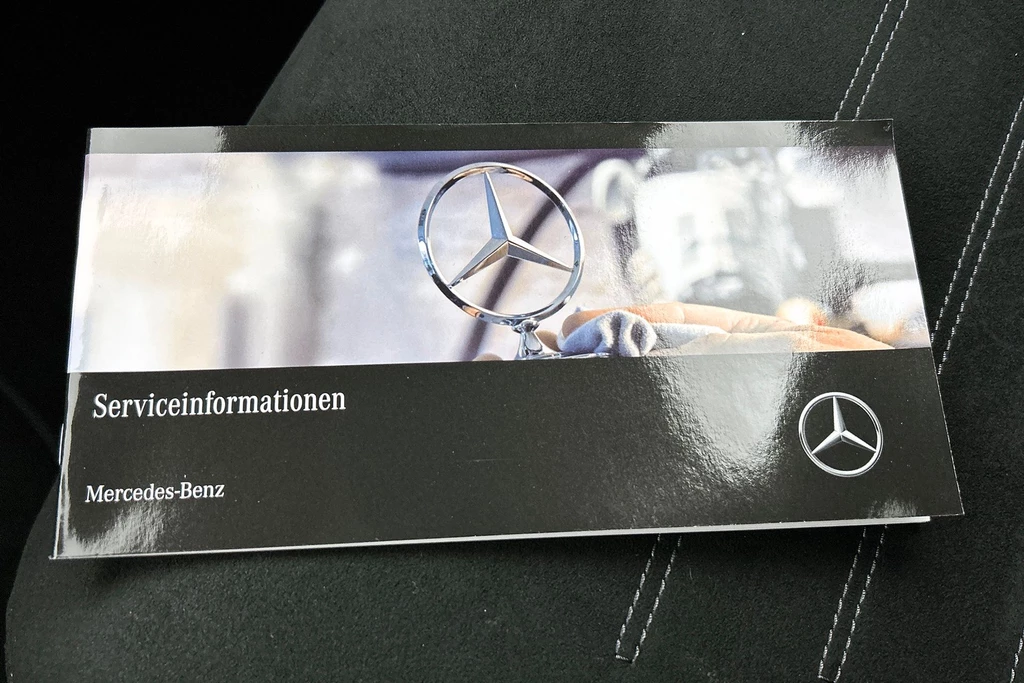 Serviceinformationen
Mercedes-Benz